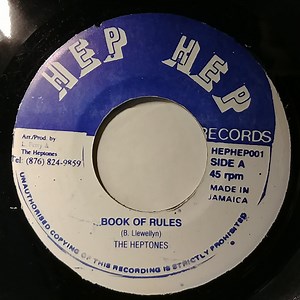 HEP HEP
RECORDS
Arr/Prod. by
L. Perry &
The Heptones
Tel: (876) 824-9859
HEPHEP001
SIDE A
45 rpm
MADE IN
JAMAICA
BOOK OF RULES
(B. Llewellyn)
THE HEPTONES
UNAUTHORISED COPYING OF THIS RECORDING IS STRICTLY PROHIBITED